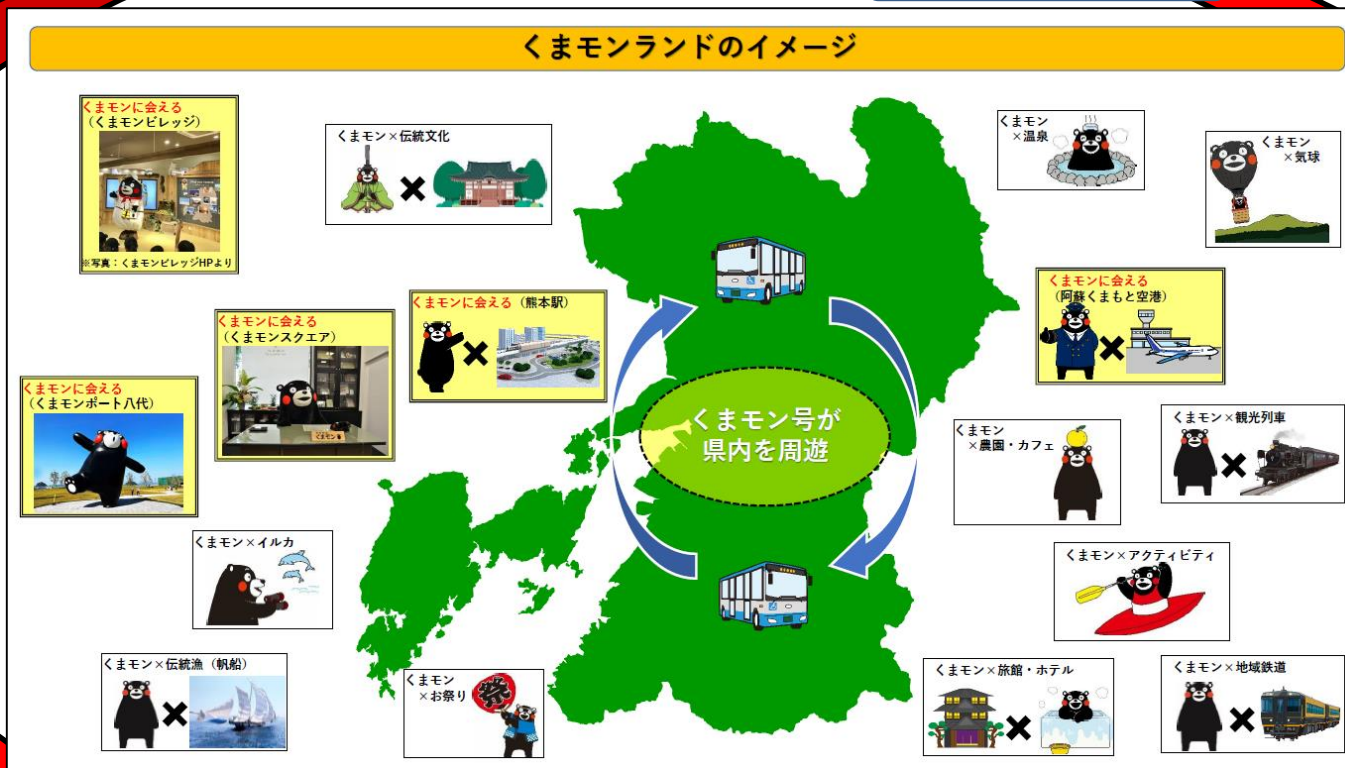 くまモンランドのイメージ
くまモンに会える
（くまモンビレッジ）
※写真：くまモンビレッジHPより
くまモン×伝統文化
くまモン
×温泉
くまモン
×気球
くまモンに会える（熊本駅）
くまモンに会える
（阿蘇くまもと空港）
くまモンに会える
（くまモンスクエア）
くまモンに会える
（くまモンポート八代）
くまモン号が
県内を周遊
くまモン
×農園・カフェ
くまモン×観光列車
くまモン×イルカ
くまモン×アクティビティ
くまモン×伝統漁（帆船）
くまモン
×お祭り
祭
くまモン×旅館・ホテル
くまモン×地域鉄道